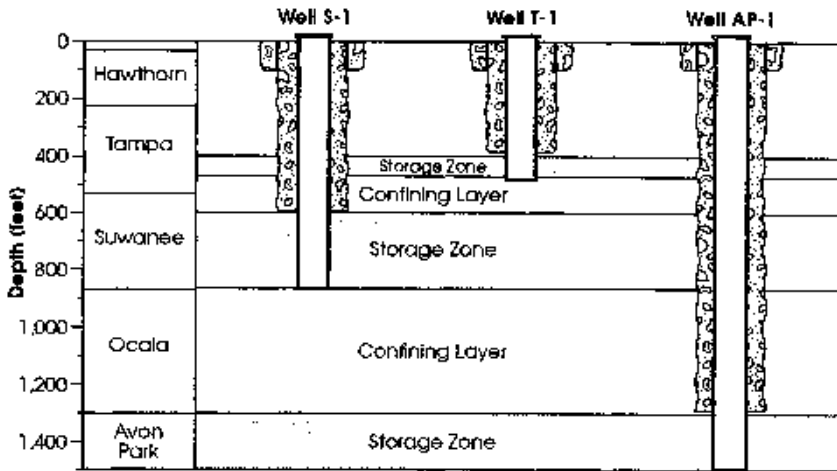 Well S-1 Well T-1 Well AP-1
0
Hawthorn
200
Tampa
400
Storage Zone
Confining Layer
600
Suwanee
Storage Zone
800
Depth (feet)
1,000
Ocala
Confining Layer
1,200
Avon
Park
1,400
Storage Zone